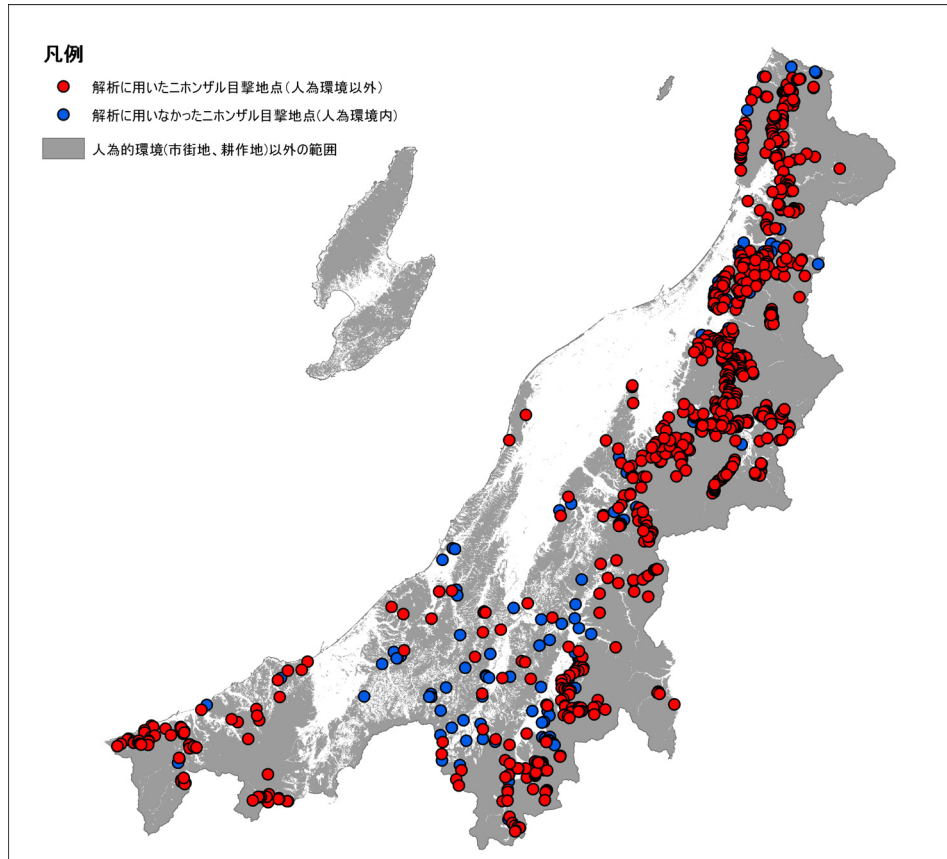 凡例
解析に用いたニホンザル目撃地点(人為環境以外)
解析に用いなかったニホンザル目撃地点(人為環境内)
人為的環境(市街地、耕作地)以外の範囲